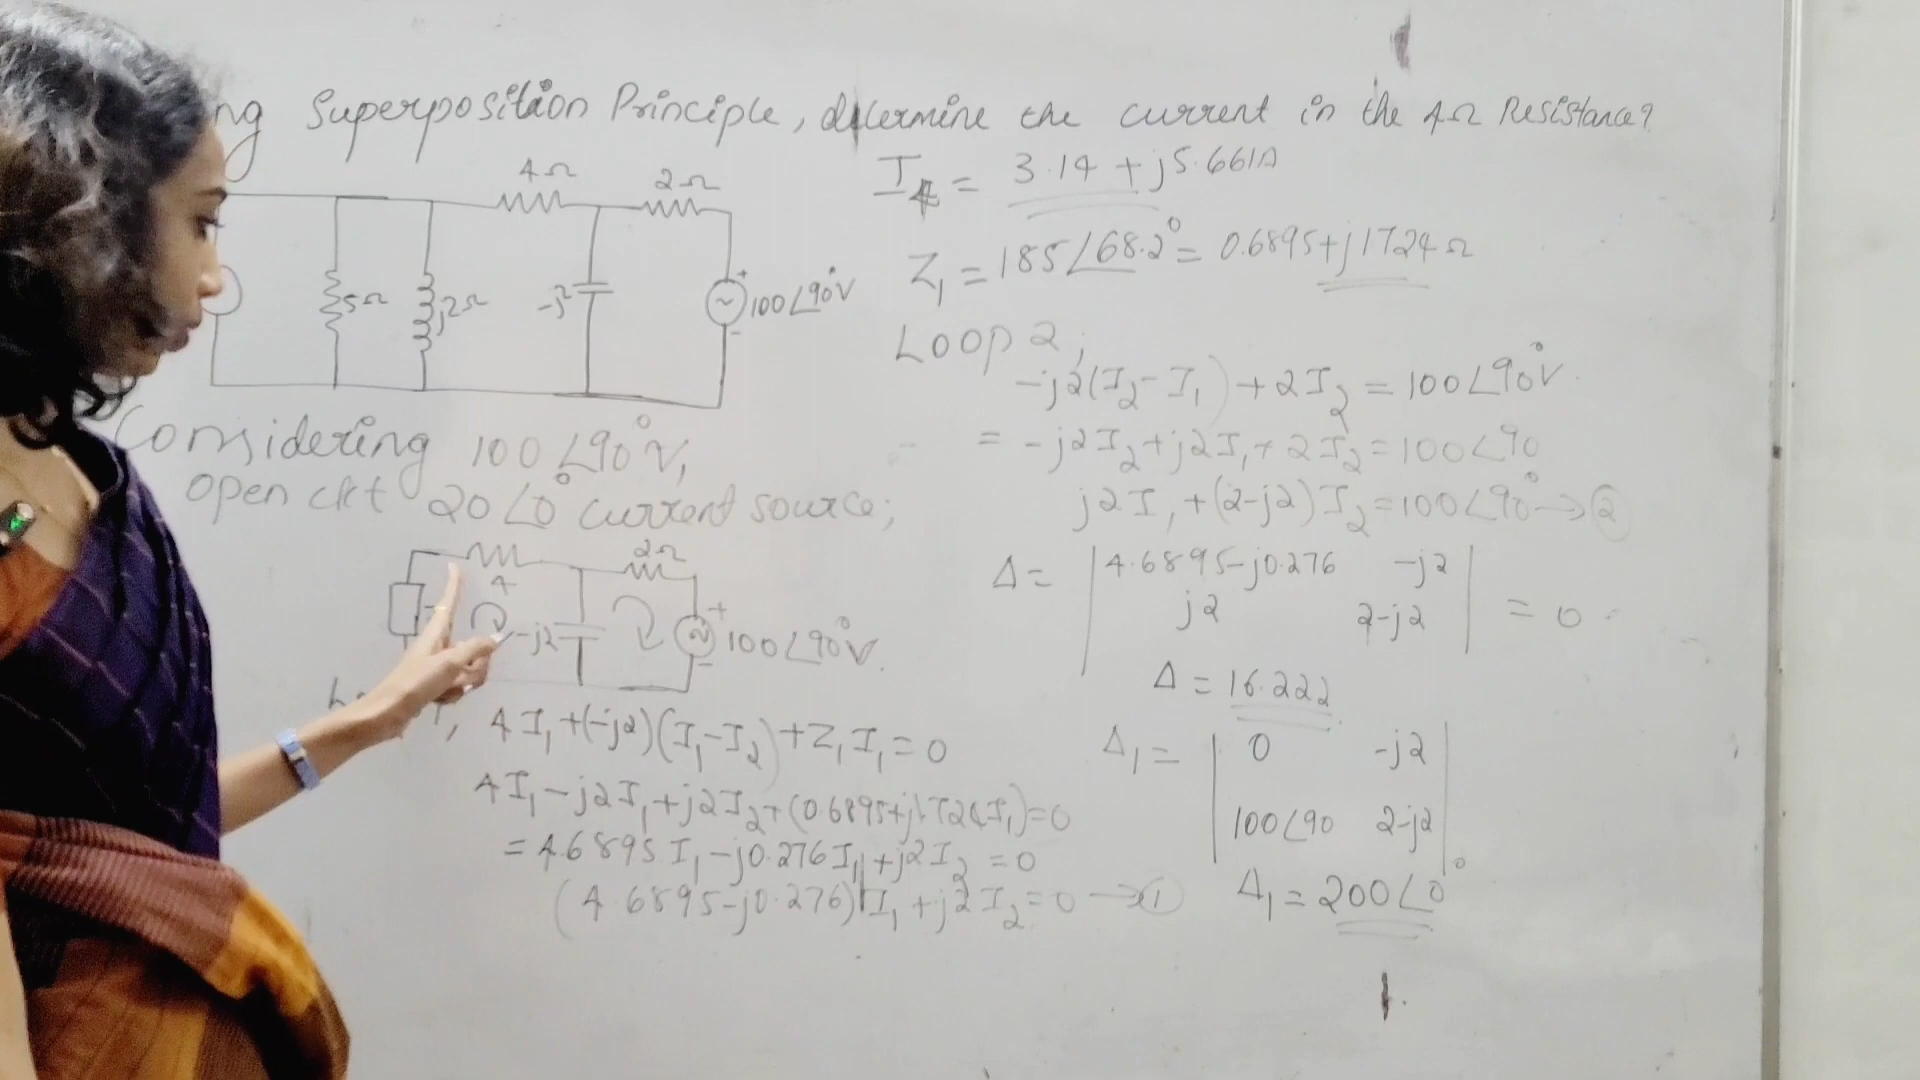 ng Superposition Principle, determine the current in the 4Ω Resistance?
4Ω
2Ω
5Ω
j2Ω
-j2
+
100∠90°V
-
Considering 100∠90°V,
open ckt 20∠0° current source;
2Ω
4
-j2
+
100∠90°V.
-
1, 4I₁+(-j2)(I₁-I₂)+Z₁I₁=0
4I₁-j2I₁+j2I₂+(0.6895+j1.724I₁)=0
=4.6895I₁-j0.276I₁+j2I₂=0
(4.6895-j0.276)I₁+j2I₂=0→①
I₄= 3.14+j5.661A
Z₁=185∠68.2°=0.6895+j1724Ω
Loop 2;
-j2(I₂-I₁)+2I₂=100∠90°V
= -j2I₂+j2I₁+2I₂=100∠90
j2I₁+(2-j2)I₂=100∠90°→②
Δ= | 4.6895-j0.276 -j2 |
j2 2-j2 = 0
Δ=16.222
Δ₁= | 0 -j2 |
100∠90 2-j2
Δ₁=200∠0°